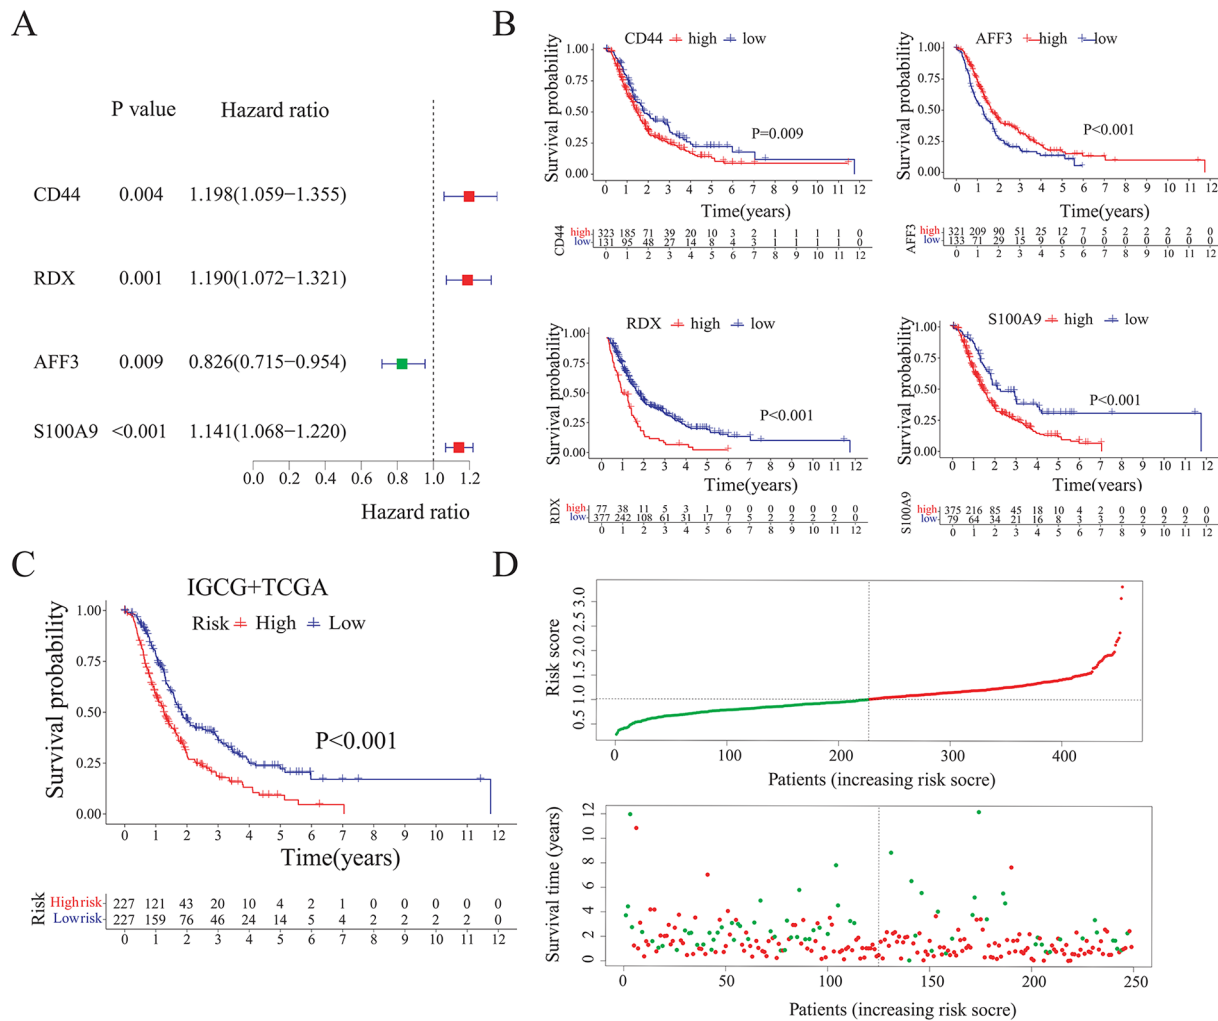 A
P value Hazard ratio
CD44 0.004 1.198(1.059−1.355)
RDX 0.001 1.190(1.072−1.321)
AFF3 0.009 0.826(0.715−0.954)
S100A9 <0.001 1.141(1.068−1.220)
0.0 0.2 0.4 0.6 0.8 1.0 1.2
Hazard ratio
B
CD44 high low
Survival probability
1.00
0.75
0.50
0.25
0.00
P=0.009
0 1 2 3 4 5 6 7 8 9 10 11 12
Time(years)
CD44
high 323 185 71 39 20 10 3 2 1 1 1 1 0
low 131 95 48 27 14 8 4 3 1 1 1 1 0
0 1 2 3 4 5 6 7 8 9 10 11 12
AFF3 high low
Survival probability
1.00
0.75
0.50
0.25
0.00
P<0.001
0 1 2 3 4 5 6 7 8 9 10 11 12
Time(years)
AFF3
high 321 209 90 51 25 12 7 5 2 2 2 2 0
low 133 71 29 15 9 6 0 0 0 0 0 0 0
0 1 2 3 4 5 6 7 8 9 10 11 12
RDX high low
Survival probability
1.00
0.75
0.50
0.25
0.00
P<0.001
0 1 2 3 4 5 6 7 8 9 10 11 12
Time(years)
RDX
high 77 38 11 5 3 1 0 0 0 0 0 0 0
low 377 242 108 61 31 17 7 5 2 2 2 2 0
0 1 2 3 4 5 6 7 8 9 10 11 12
S100A9 high low
Survival probability
1.00
0.75
0.50
0.25
0.00
P<0.001
0 1 2 3 4 5 6 7 8 9 10 11 12
Time(years)
S100A9
high 375 216 85 45 18 10 4 2 0 0 0 0 0
low 79 64 34 21 16 8 3 3 2 2 2 2 0
0 1 2 3 4 5 6 7 8 9 10 11 12
C
IGCG+TCGA
Risk High Low
Survival probability
1.00
0.75
0.50
0.25
0.00
P<0.001
0 1 2 3 4 5 6 7 8 9 10 11 12
Time(years)
Risk
High risk 227 121 43 20 10 4 2 1 0 0 0 0 0
Low risk 227 159 76 46 24 14 5 4 2 2 2 2 0
0 1 2 3 4 5 6 7 8 9 10 11 12
D
Risk score
0.5 1.0 1.5 2.0 2.5 3.0
0 100 200 300 400
Patients (increasing risk socre)
Survival time (years)
0 2 4 6 8 10 12
0 50 100 150 200 250
Patients (increasing risk socre)